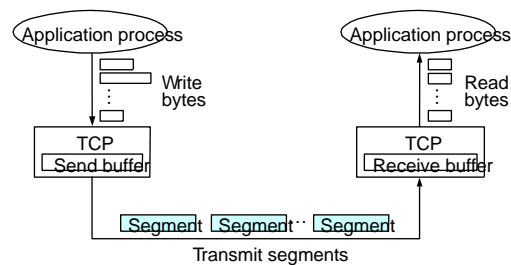 Application process
Application process
Write
bytes
Read
bytes
TCP
Send buffer
TCP
Receive buffer
Segment Segment ... Segment
Transmit segments